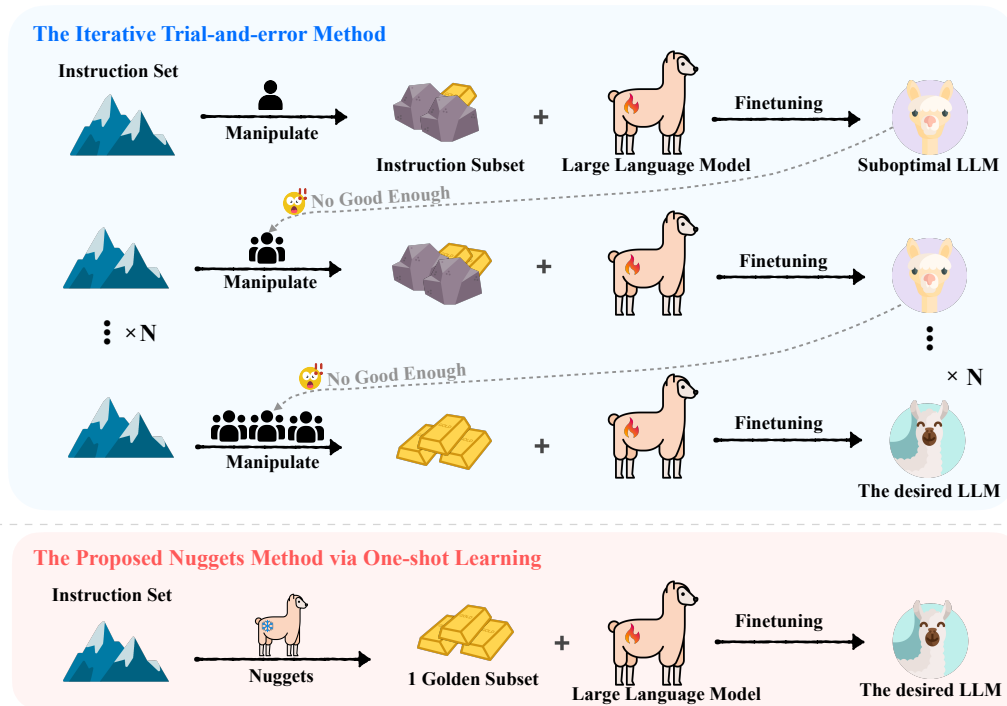 The Iterative Trial-and-error Method
Instruction Set
Manipulate
Instruction Subset
+
Large Language Model
Finetuning
Suboptimal LLM
No Good Enough
Manipulate
+
Finetuning
× N
× N
No Good Enough
Manipulate
+
Finetuning
The desired LLM
The Proposed Nuggets Method via One-shot Learning
Instruction Set
Nuggets
1 Golden Subset
+
Large Language Model
Finetuning
The desired LLM